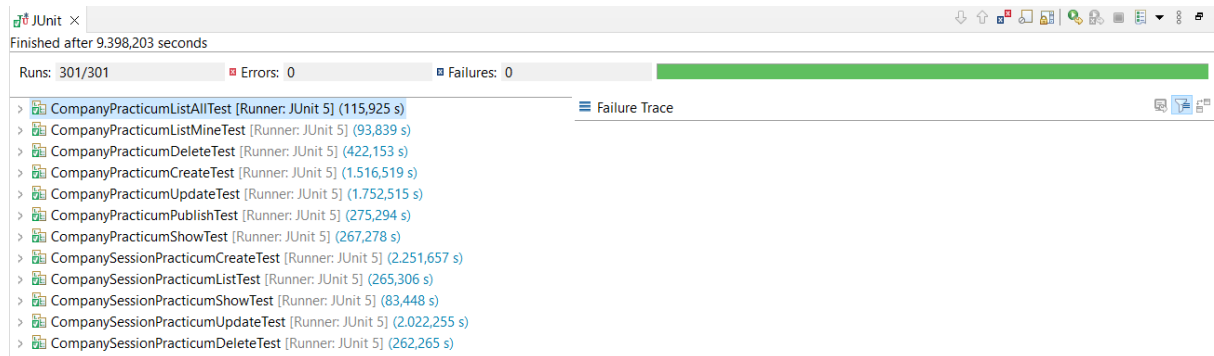 JUnit
Finished after 9.398,203 seconds
Runs: 301/301 Errors: 0 Failures: 0
CompanyPracticumListAllTest [Runner: JUnit 5] (115,925 s)
Failure Trace
CompanyPracticumListMineTest [Runner: JUnit 5] (93,839 s)
CompanyPracticumDeleteTest [Runner: JUnit 5] (422,153 s)
CompanyPracticumCreateTest [Runner: JUnit 5] (1.516,519 s)
CompanyPracticumUpdateTest [Runner: JUnit 5] (1.752,515 s)
CompanyPracticumPublishTest [Runner: JUnit 5] (275,294 s)
CompanyPracticumShowTest [Runner: JUnit 5] (267,278 s)
CompanySessionPracticumCreateTest [Runner: JUnit 5] (2.251,657 s)
CompanySessionPracticumListTest [Runner: JUnit 5] (265,306 s)
CompanySessionPracticumShowTest [Runner: JUnit 5] (83,448 s)
CompanySessionPracticumUpdateTest [Runner: JUnit 5] (2.022,255 s)
CompanySessionPracticumDeleteTest [Runner: JUnit 5] (262,265 s)